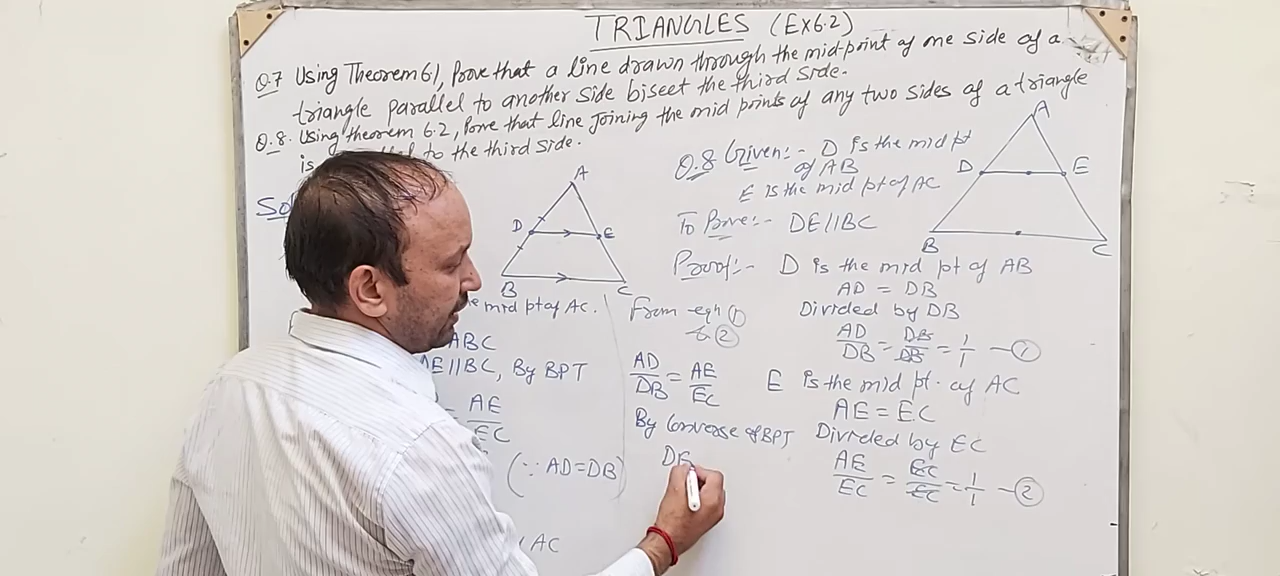 TRIANGLES (Ex6.2)
Q.7 Using Theorem 6.1, Prove that a line drawn through the mid-point of one side of a
triangle parallel to another side bisect the third side.
Q.8. Using theorem 6.2, Prove that line joining the mid points of any two sides of a triangle
is to the third side.
Sol
A
D
E
B
C
mid pt of AC.
ABC
DE//BC, By BPT
= AE
EC
(∵ AD=DB)
AC
Q.8 Given:- D is the mid pt
of AB
E is the mid pt of AC
To Prove:- DE//BC
Proof:- D is the mid pt of AB
AD = DB
Divided by DB
AD/DB = DB/DB = 1/1 —①
E is the mid pt. of AC
AE = EC
Divided by EC
AE/EC = EC/EC = 1/1 —②
From eqn ①
& ②
AD/DB = AE/EC
By Converse of BPT
DE
A
D
E
B
C